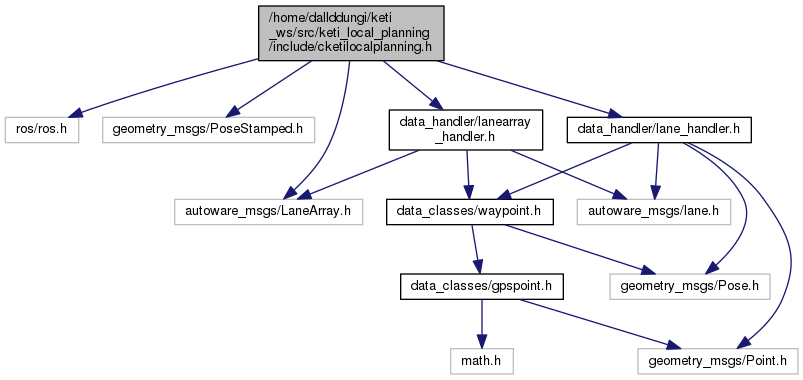 /home/dallddungi/keti
_ws/src/keti_local_planning
/include/cketilocalplanning.h
ros/ros.h
geometry_msgs/PoseStamped.h
data_handler/lanearray
_handler.h
data_handler/lane_handler.h
autoware_msgs/LaneArray.h
data_classes/waypoint.h
autoware_msgs/lane.h
data_classes/gpspoint.h
geometry_msgs/Pose.h
math.h
geometry_msgs/Point.h